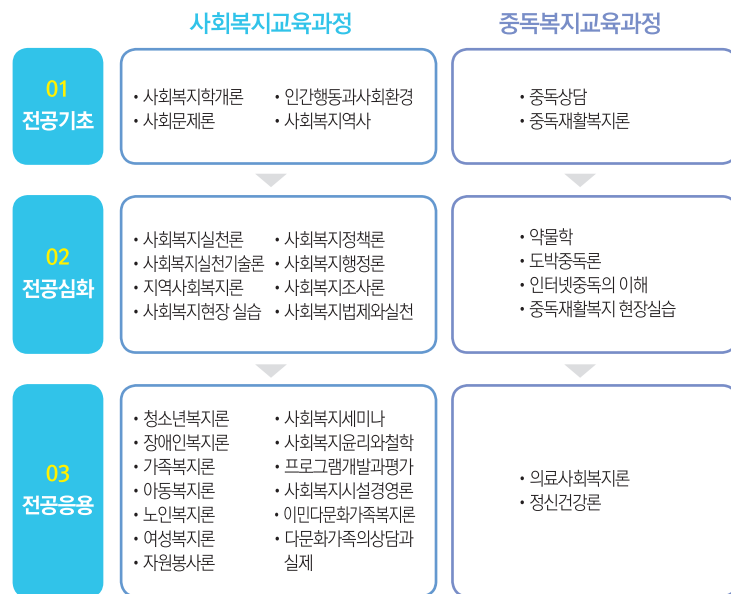 사회복지교육과정
중독복지교육과정
01
전공기초
• 사회복지학개론
• 사회문제론
• 인간행동과사회환경
• 사회복지역사
• 중독상담
• 중독재활복지론
02
전공심화
• 사회복지실천론
• 사회복지실천기술론
• 지역사회복지론
• 사회복지현장 실습
• 사회복지정책론
• 사회복지행정론
• 사회복지조사론
• 사회복지법제와실천
• 약물학
• 도박중독론
• 인터넷중독의 이해
• 중독재활복지 현장실습
03
전공응용
• 청소년복지론
• 장애인복지론
• 가족복지론
• 아동복지론
• 노인복지론
• 여성복지론
• 자원봉사론
• 사회복지세미나
• 사회복지윤리와철학
• 프로그램개발과평가
• 사회복지시설경영론
• 이민다문화가족복지론
• 다문화가족의상담과
실제
• 의료사회복지론
• 정신건강론